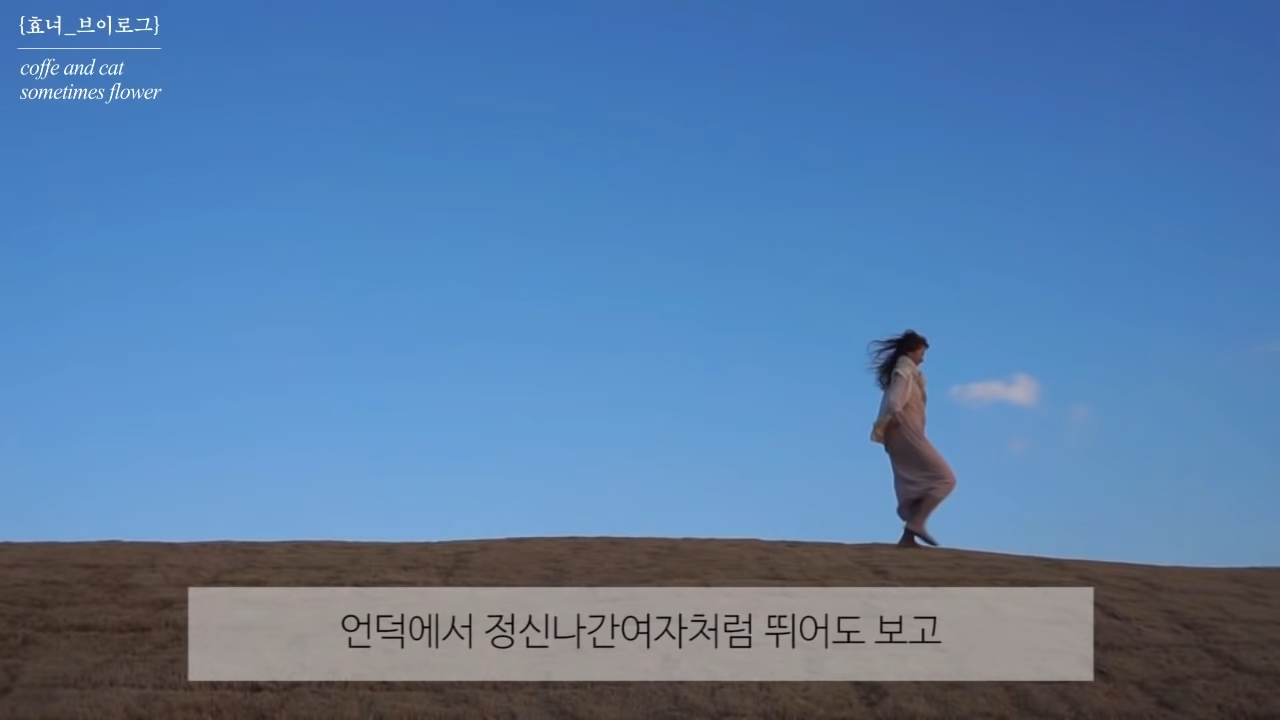 {효녀_브이로그}
coffe and cat
sometimes flower
언덕에서 정신나간여자처럼 뛰어도 보고